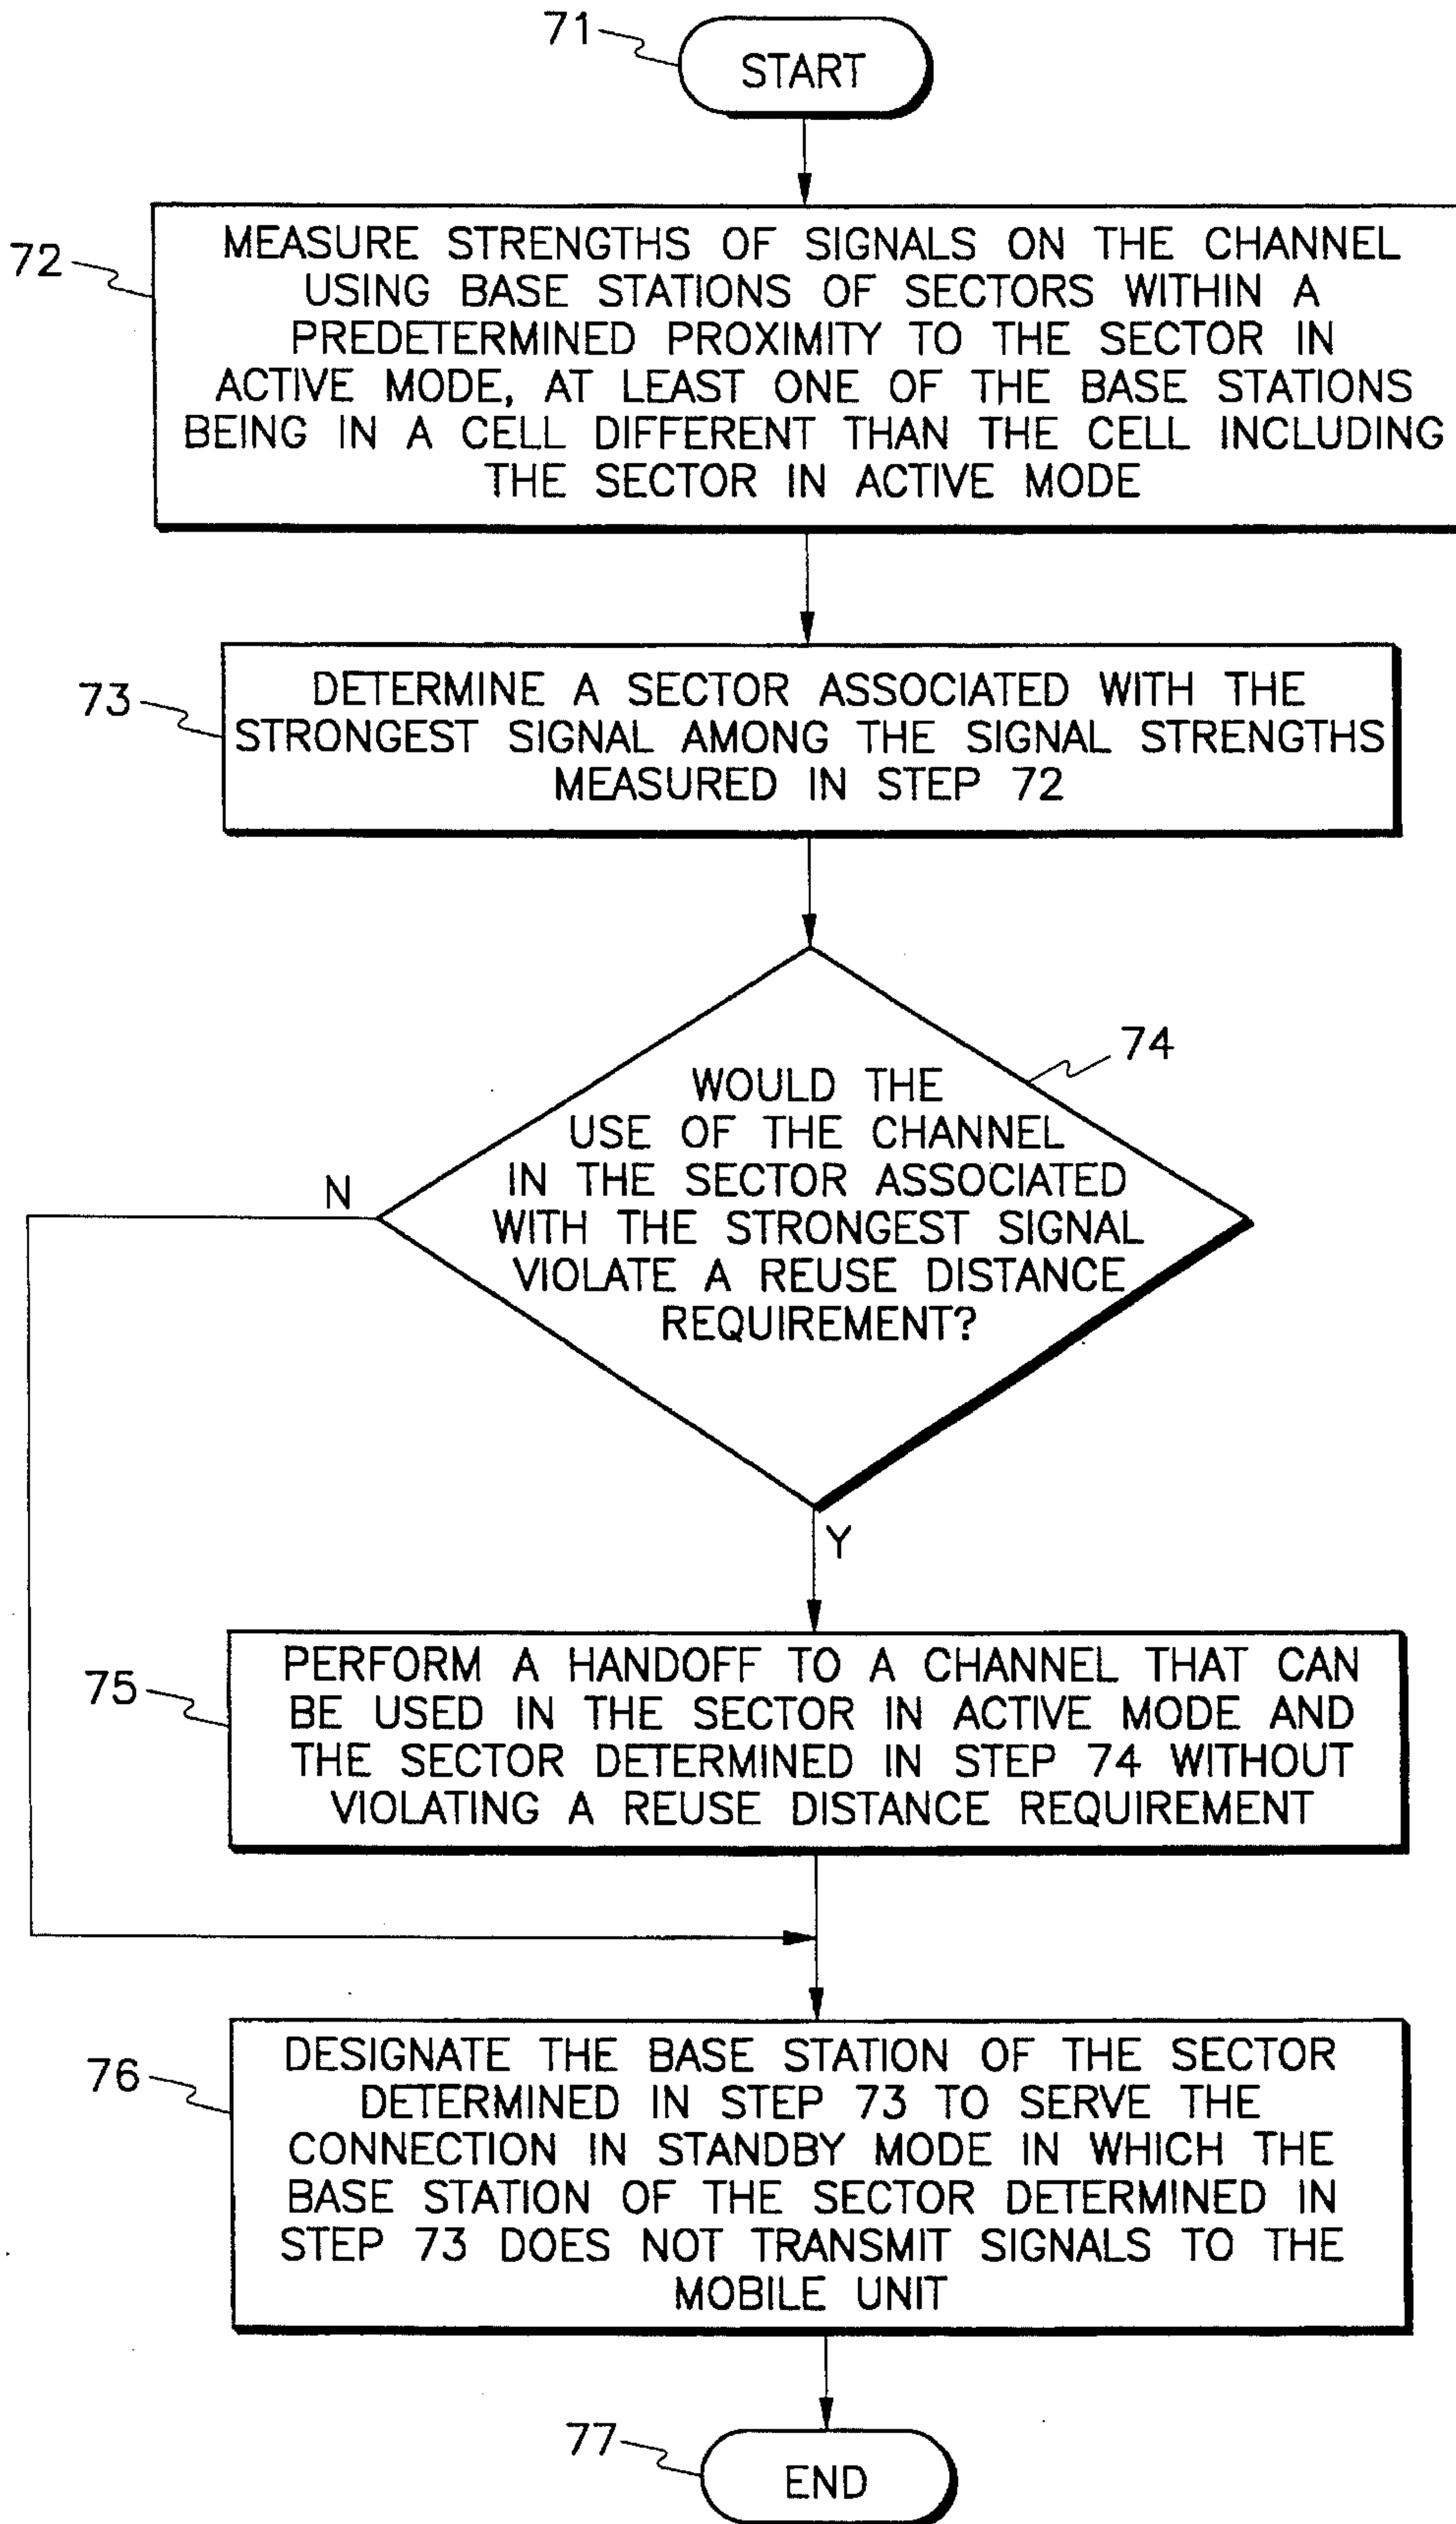 71
START
72
MEASURE STRENGTHS OF SIGNALS ON THE CHANNEL
USING BASE STATIONS OF SECTORS WITHIN A
PREDETERMINED PROXIMITY TO THE SECTOR IN
ACTIVE MODE, AT LEAST ONE OF THE BASE STATIONS
BEING IN A CELL DIFFERENT THAN THE CELL INCLUDING
THE SECTOR IN ACTIVE MODE
73
DETERMINE A SECTOR ASSOCIATED WITH THE
STRONGEST SIGNAL AMONG THE SIGNAL STRENGTHS
MEASURED IN STEP 72
74
WOULD THE
USE OF THE CHANNEL
IN THE SECTOR ASSOCIATED
WITH THE STRONGEST SIGNAL
VIOLATE A REUSE DISTANCE
REQUIREMENT?
N
Y
75
PERFORM A HANDOFF TO A CHANNEL THAT CAN
BE USED IN THE SECTOR IN ACTIVE MODE AND
THE SECTOR DETERMINED IN STEP 74 WITHOUT
VIOLATING A REUSE DISTANCE REQUIREMENT
76
DESIGNATE THE BASE STATION OF THE SECTOR
DETERMINED IN STEP 73 TO SERVE THE
CONNECTION IN STANDBY MODE IN WHICH THE
BASE STATION OF THE SECTOR DETERMINED IN
STEP 73 DOES NOT TRANSMIT SIGNALS TO THE
MOBILE UNIT
77
END